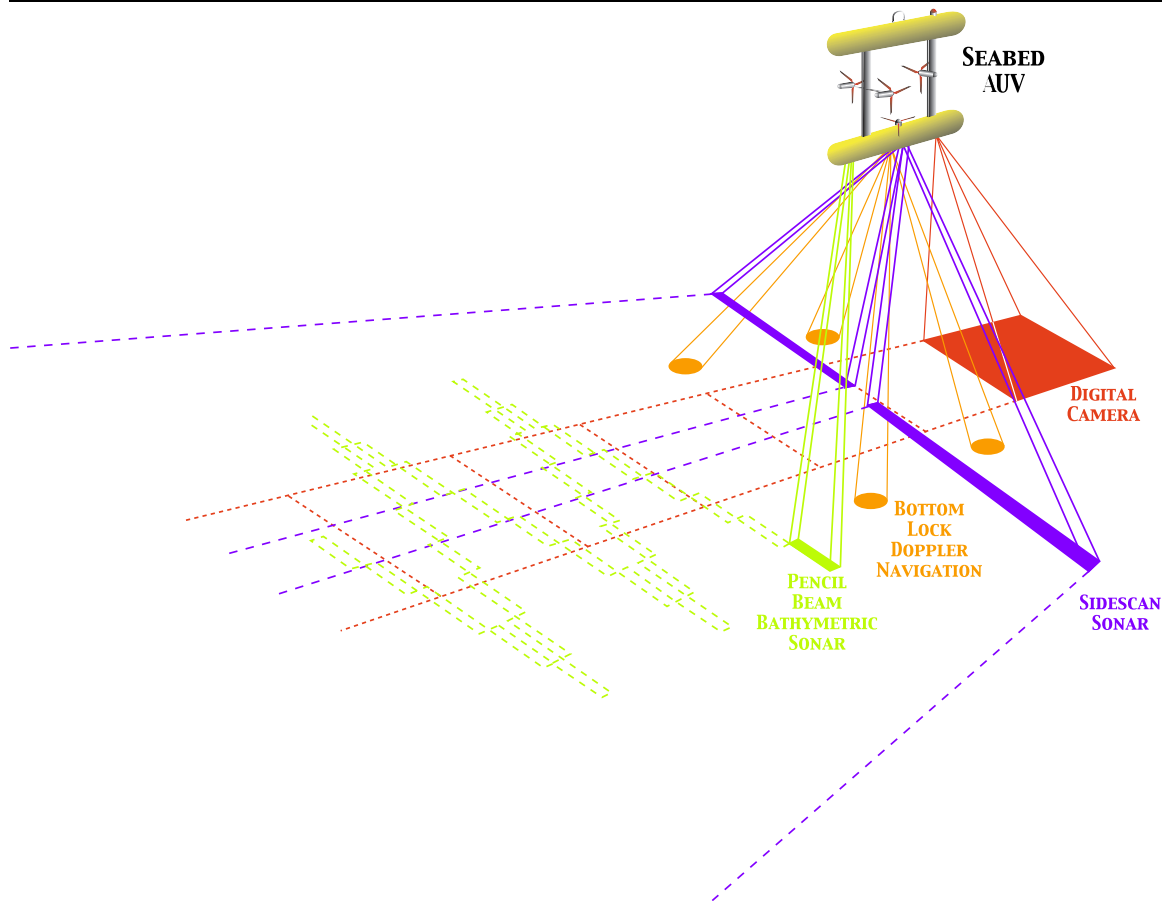 SEABED
AUV
DIGITAL
CAMERA
BOTTOM
LOCK
DOPPLER
NAVIGATION
PENCIL
BEAM
BATHYMETRIC
SONAR
SIDESCAN
SONAR